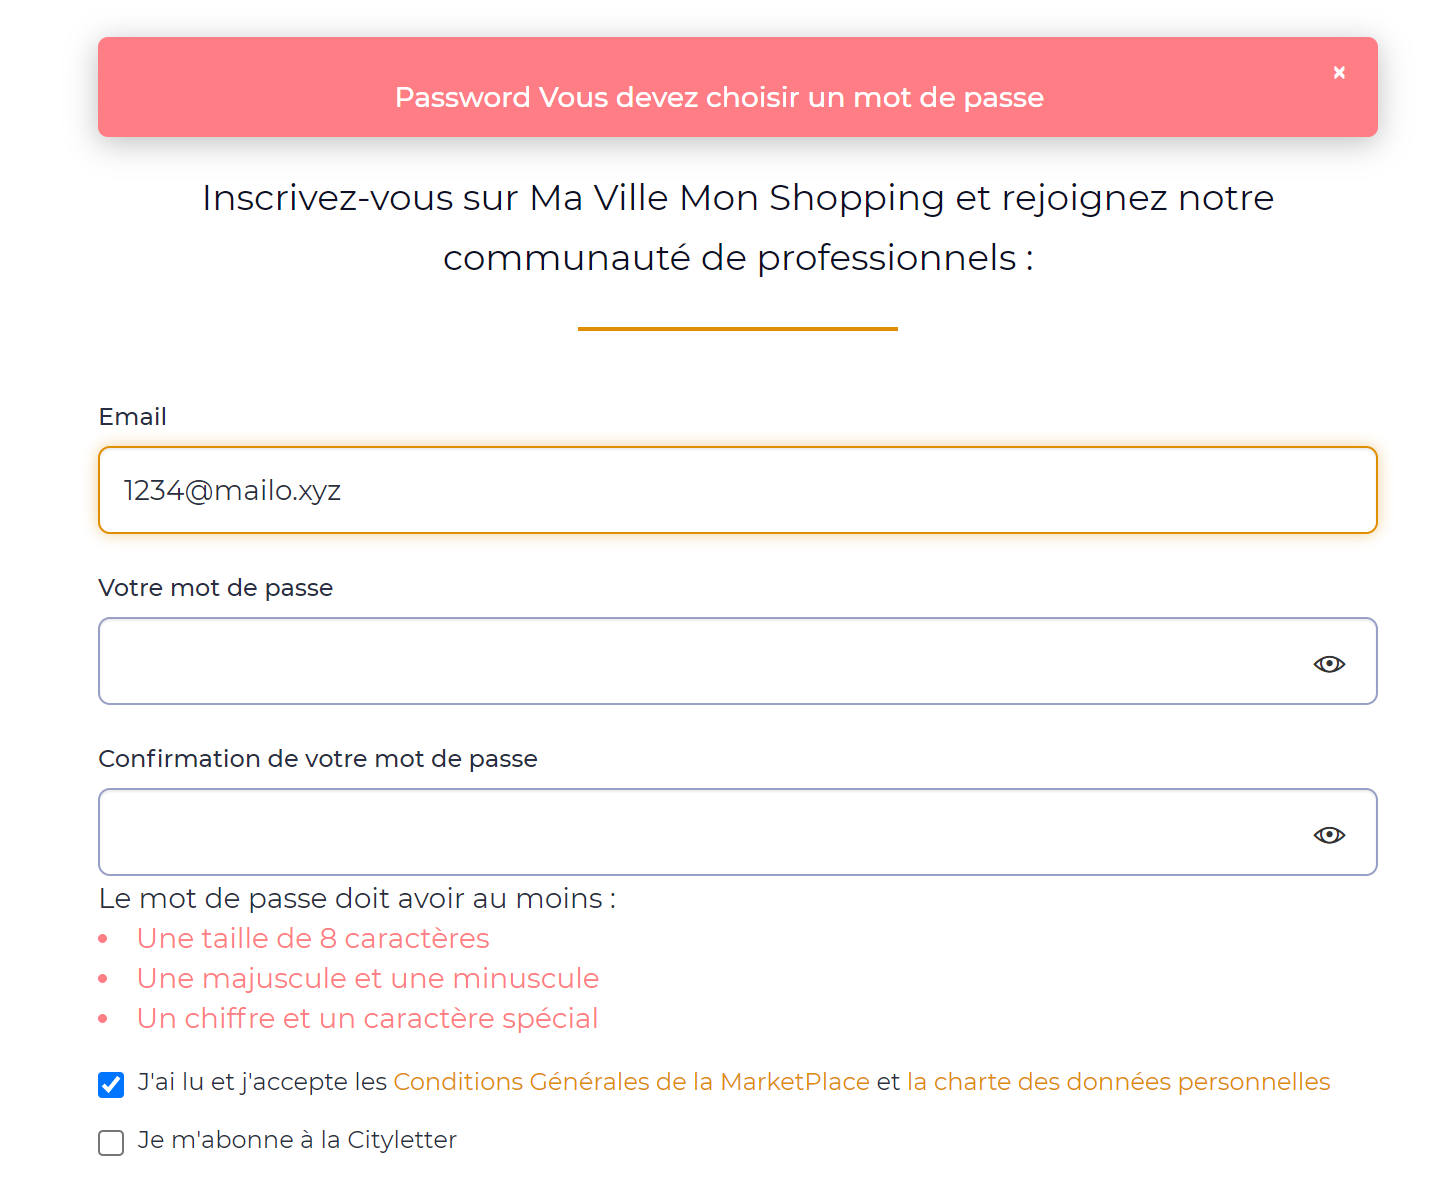 ×
Password Vous devez choisir un mot de passe
Inscrivez-vous sur Ma Ville Mon Shopping et rejoignez notre
communauté de professionnels :
Email
1234@mailo.xyz
Votre mot de passe
Confirmation de votre mot de passe
Le mot de passe doit avoir au moins :
• Une taille de 8 caractères
• Une majuscule et une minuscule
• Un chiffre et un caractère spécial
J'ai lu et j'accepte les Conditions Générales de la MarketPlace et la charte des données personnelles
Je m'abonne à la Cityletter